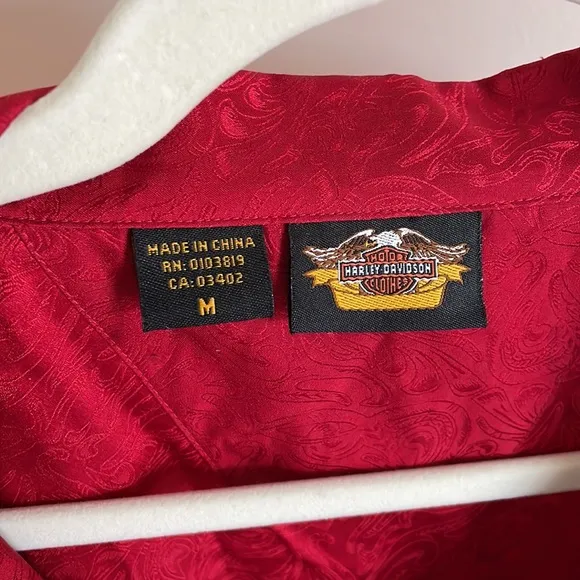 MADE IN CHINA
RN: 0103819
CA: 03402
M
MOTOR
HARLEY-DAVIDSON
CLOTHES